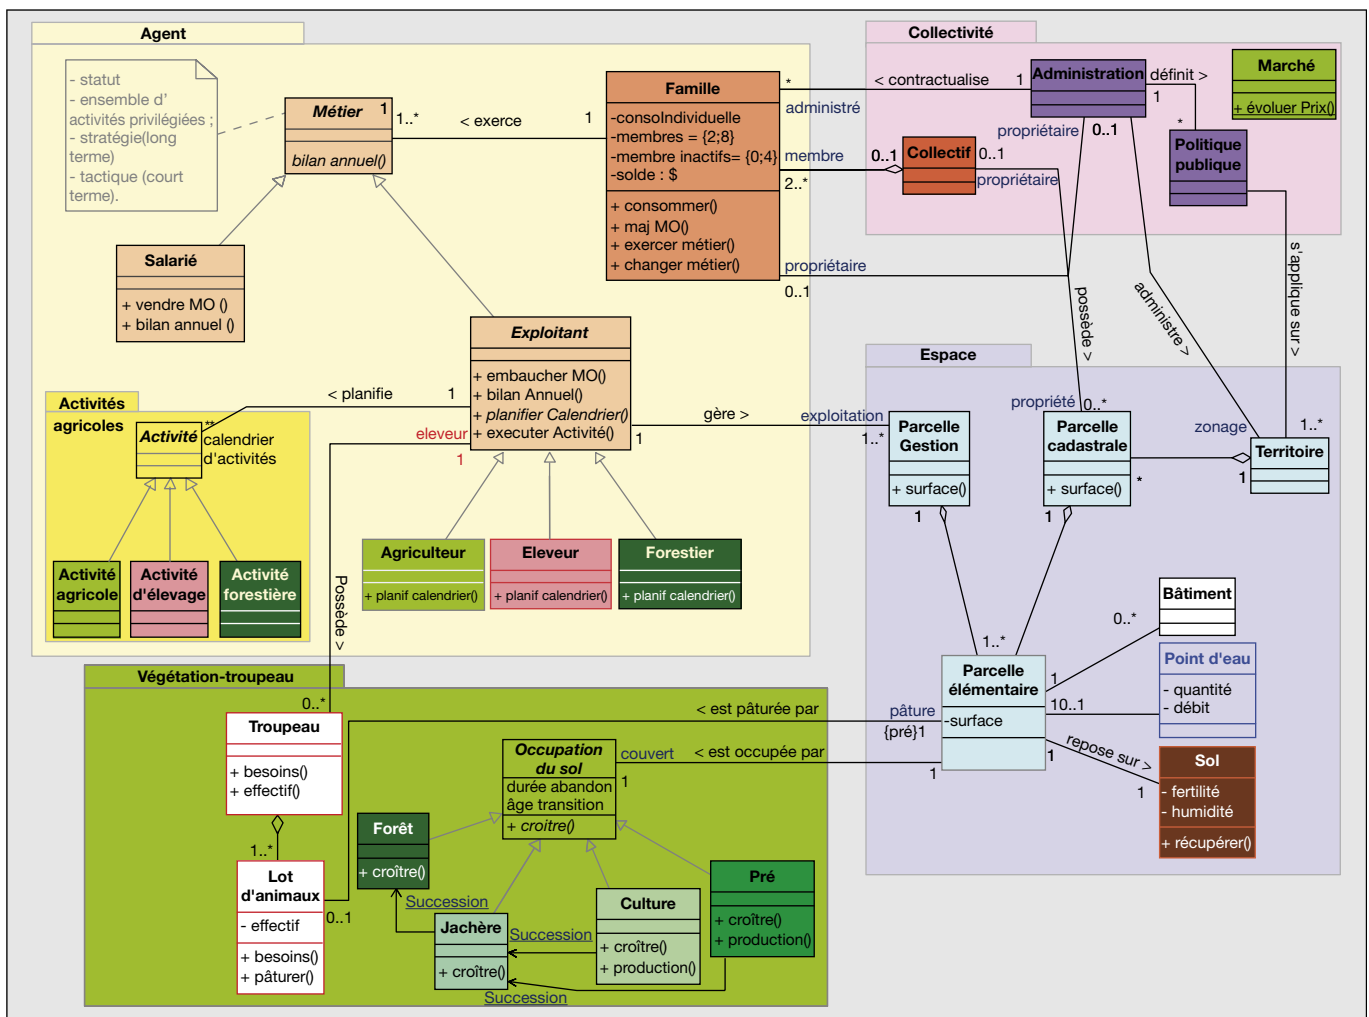 Agent
- statut
- ensemble d'
activités privilégiées ;
- stratégie(long
terme)
- tactique (court
terme).
Métier
1
bilan annuel()
1..*
< exerce
1
Famille
-consoIndividuelle
-membres = {2;8}
-membre inactifs= {0;4}
-solde : $
+ consommer()
+ maj MO()
+ exercer métier()
+ changer métier()
*
administré
< contractualise
1
membre
2..*
0..1
propriétaire
0..1
Salarié
+ vendre MO ()
+ bilan annuel ()
Exploitant
+ embaucher MO()
+ bilan Annuel()
+ planifier Calendrier()
+ executer Activité()
< planifie
1
eleveur
1
1
gère >
exploitation
1..*
Activités
agricoles
Activité
**
calendrier
d'activités
Activité
agricole
Activité
d'élevage
Activité
forestière
Agriculteur
+ planif calendrier()
Eleveur
+ planif calendrier()
Forestier
+ planif calendrier()
Possède >
0..*
Collectivité
Administration
définit >
1
*
Marché
+ évoluer Prix()
propriétaire
0..1
Collectif
0..1
propriétaire
Politique
publique
possède >
administre >
s'applique sur >
Espace
propriété
0..*
zonage
1..*
Parcelle
Gestion
+ surface()
1
Parcelle
cadastrale
+ surface()
1
*
Territoire
1
1..*
Parcelle
élémentaire
-surface
0..*
1
Bâtiment
10..1
Point d'eau
- quantité
- débit
repose sur >
1
1
Sol
- fertilité
- humidité
+ récupérer()
Végétation-troupeau
Troupeau
+ besoins()
+ effectif()
1..*
Lot
d'animaux
- effectif
+ besoins()
+ pâturer()
0..1
< est pâturée par
pâture
{pré}1
Occupation
du sol
durée abandon
âge transition
+ croitre()
couvert
1
< est occupée par
1
Forêt
+ croître()
Succession
Jachère
+ croître()
Succession
Culture
+ croître()
+ production()
Pré
+ croître()
+ production()
Succession